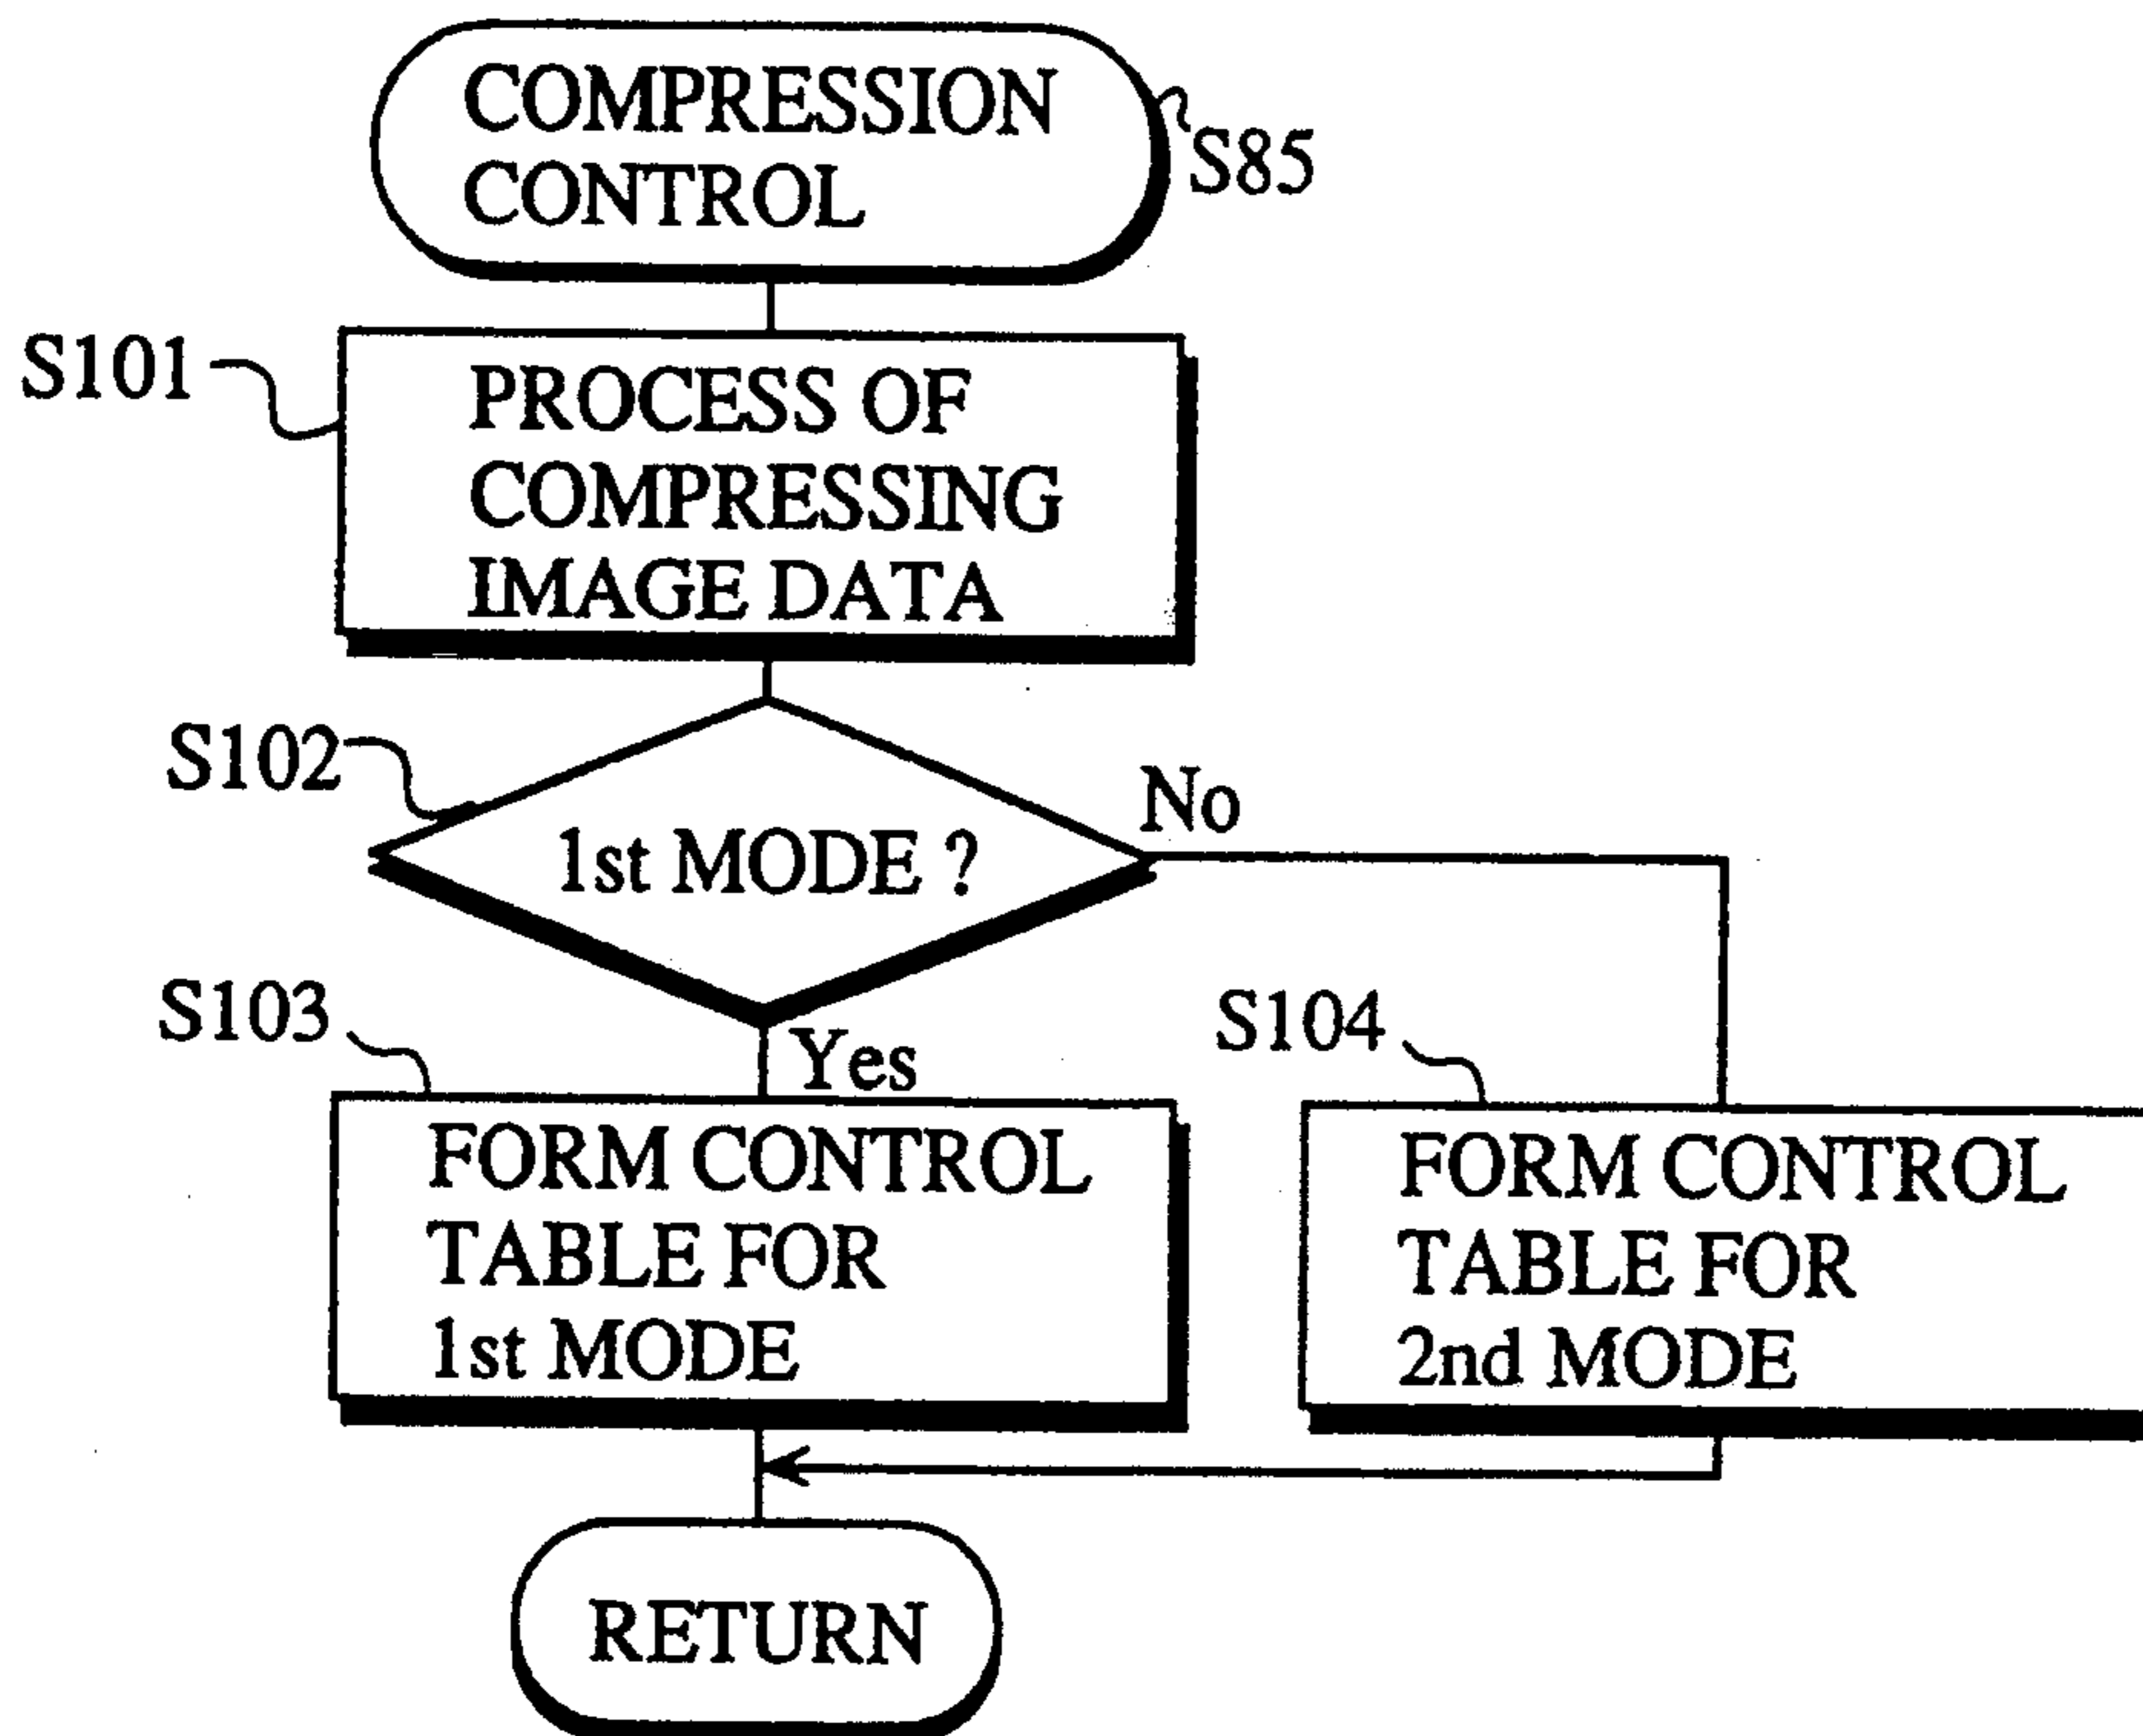 COMPRESSION
CONTROL
S85
S101
PROCESS OF
COMPRESSING
IMAGE DATA
S102
1st MODE ?
No
Yes
S103
FORM CONTROL
TABLE FOR
1st MODE
S104
FORM CONTROL
TABLE FOR
2nd MODE
RETURN